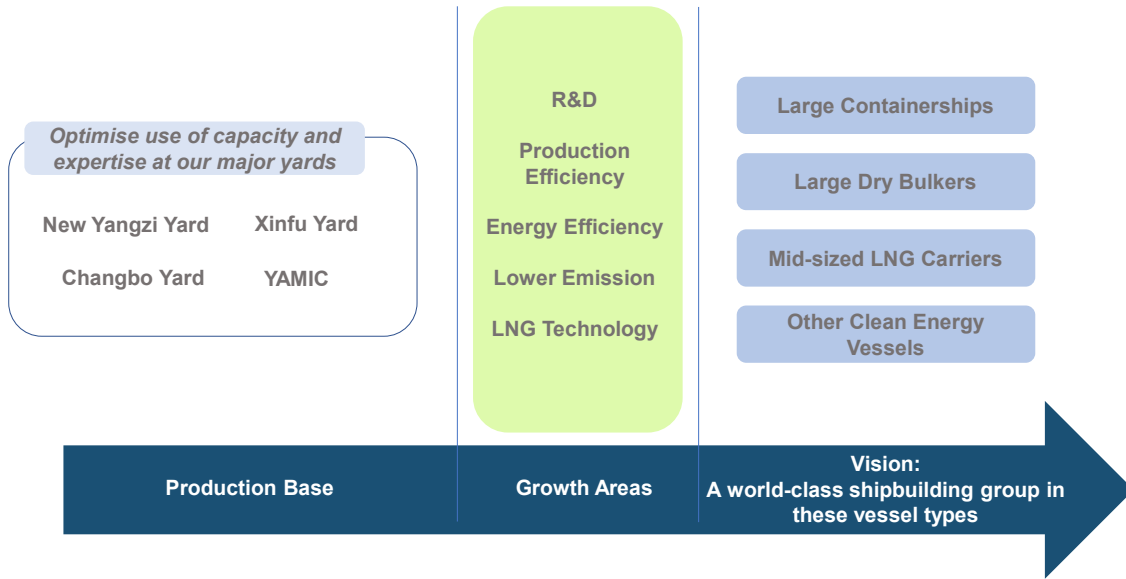 Optimise use of capacity and
expertise at our major yards
New Yangzi Yard
Xinfu Yard
Changbo Yard
YAMIC
R&D
Production
Efficiency
Energy Efficiency
Lower Emission
LNG Technology
Large Containerships
Large Dry Bulkers
Mid-sized LNG Carriers
Other Clean Energy
Vessels
Production Base
Growth Areas
Vision:
A world-class shipbuilding group in
these vessel types